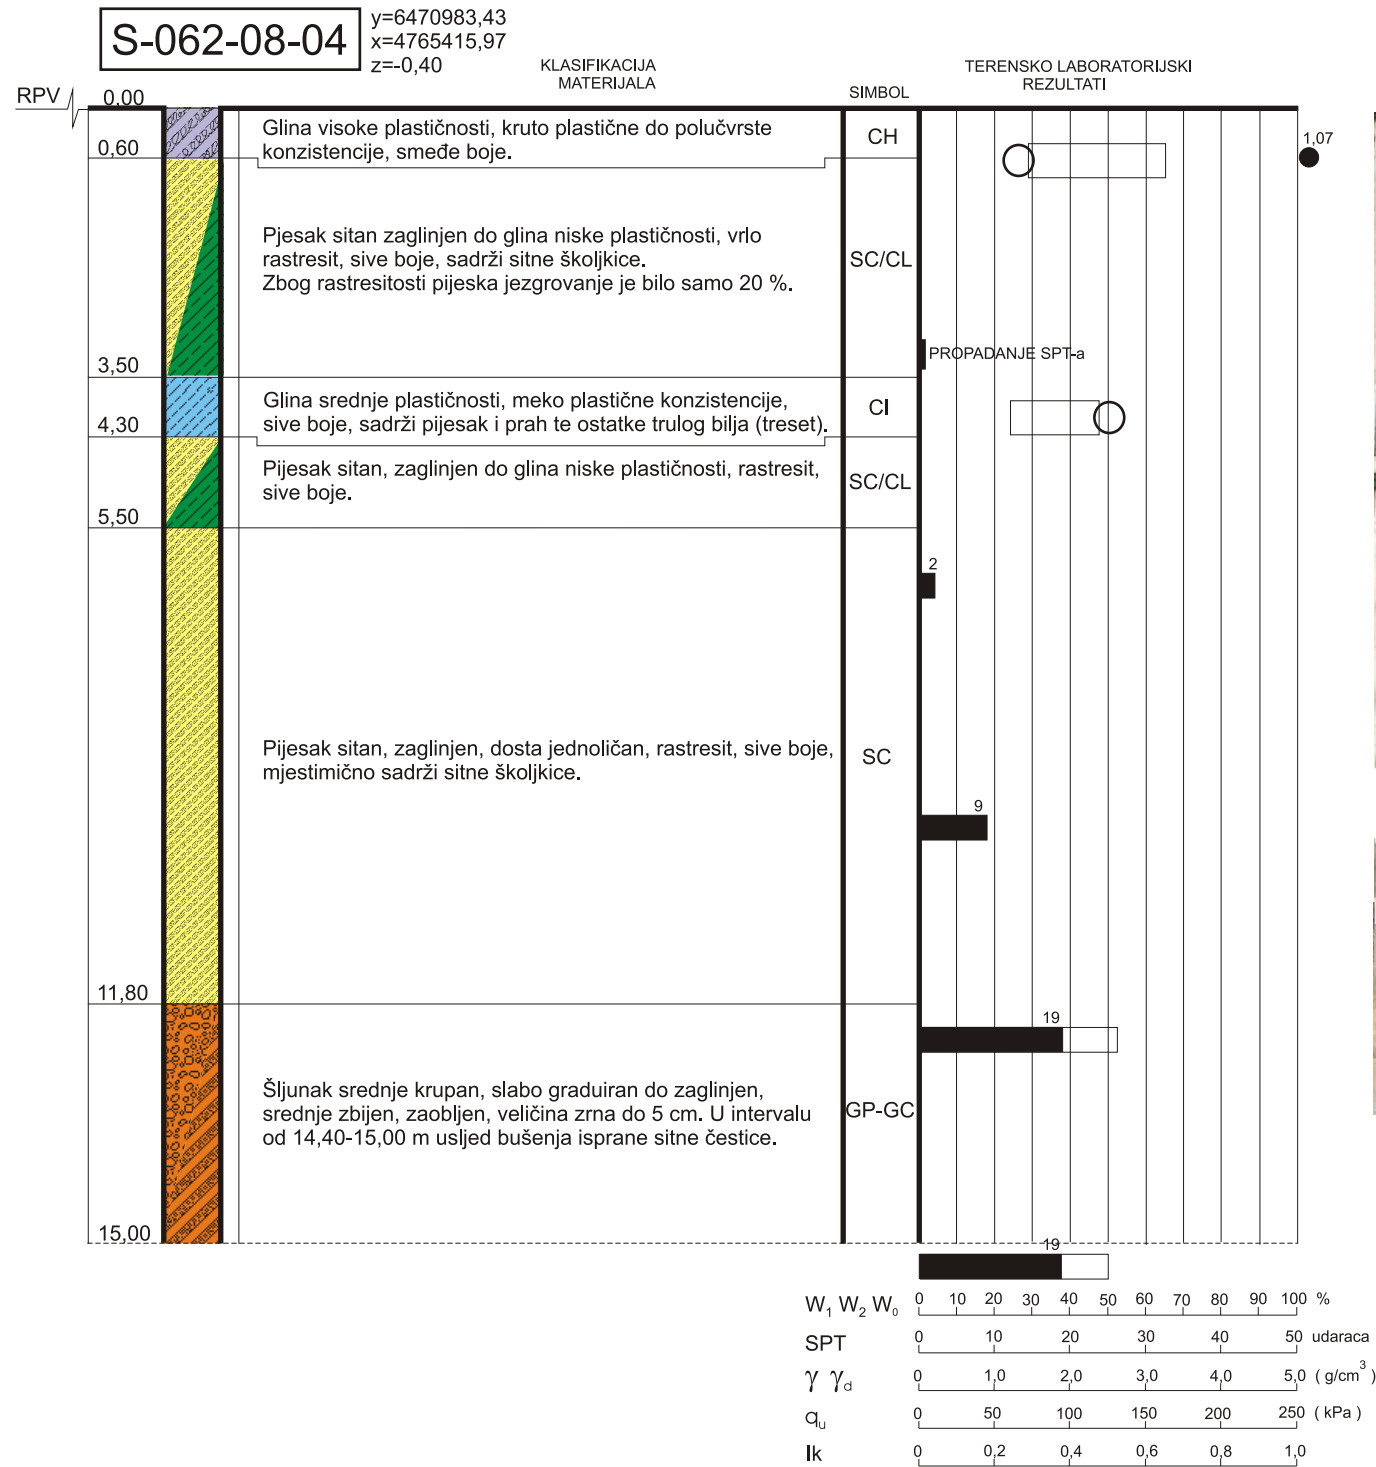 S-062-08-04
y=6470983,43
x=4765415,97
z=-0,40
KLASIFIKACIJA
MATERIJALA
SIMBOL
TERENSKO LABORATORIJSKI
REZULTATI
RPV
0,00
Glina visoke plastičnosti, kruto plastične do polučvrste
konzistencije, smeđe boje.
CH
1,07
0,60
Pjesak sitan zaglinjen do glina niske plastičnosti, vrlo
rastresit, sive boje, sadrži sitne školjkice.
Zbog rastresitosti pijeska jezgrovanje je bilo samo 20 %.
SC/CL
PROPADANJE SPT-a
3,50
Glina srednje plastičnosti, meko plastične konzistencije,
sive boje, sadrži pijesak i prah te ostatke trulog bilja (treset).
CI
4,30
Pijesak sitan, zaglinjen do glina niske plastičnosti, rastresit,
sive boje.
SC/CL
5,50
2
Pijesak sitan, zaglinjen, dosta jednoličan, rastresit, sive boje,
mjestimično sadrži sitne školjkice.
SC
9
11,80
19
Šljunak srednje krupan, slabo graduiran do zaglinjen,
srednje zbijen, zaobljen, veličina zrna do 5 cm. U intervalu
od 14,40-15,00 m usljed bušenja isprane sitne čestice.
GP-GC
15,00
19
W₁ W₂ W₀ 0 10 20 30 40 50 60 70 80 90 100 %
SPT 0 10 20 30 40 50 udaraca
γ γd 0 1,0 2,0 3,0 4,0 5,0 ( g/cm³ )
qu 0 50 100 150 200 250 ( kPa )
Ik 0 0,2 0,4 0,6 0,8 1,0